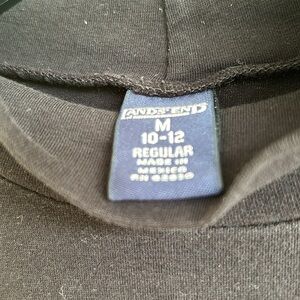 LANDS' END
M
10-12
REGULAR
MADE IN
MEXICO